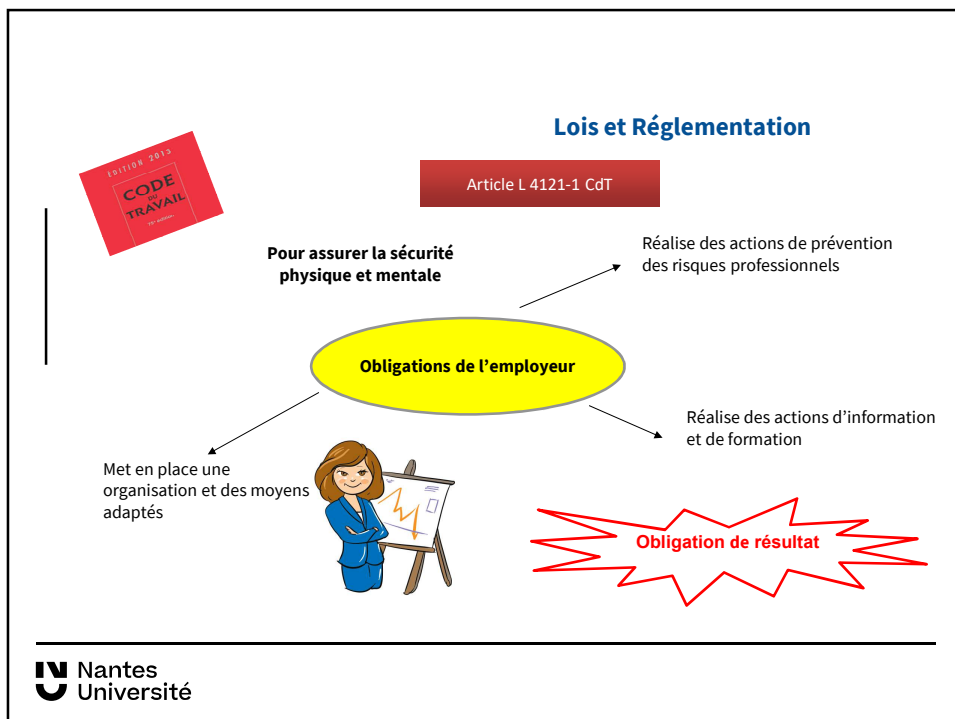 Lois et Réglementation
ÉDITION 2015
CODE
DU
TRAVAIL
Article L 4121-1 CdT
Pour assurer la sécurité
physique et mentale
Réalise des actions de prévention
des risques professionnels
Obligations de l’employeur
Réalise des actions d’information
et de formation
Met en place une
organisation et des moyens
adaptés
Obligation de résultat
Nantes
Université